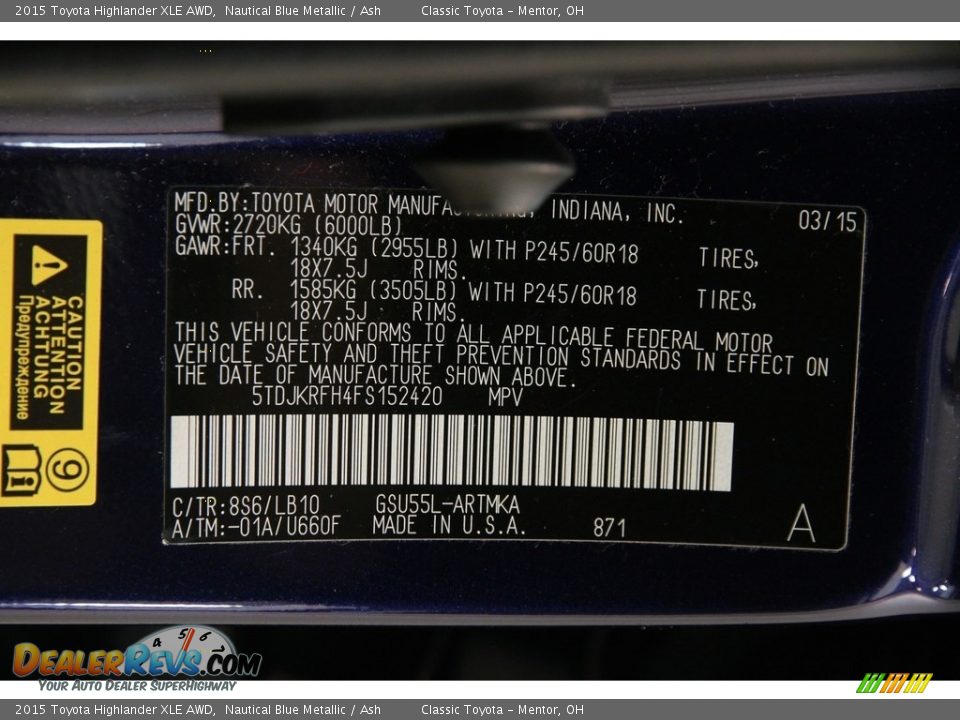 2015 Toyota Highlander XLE AWD, Nautical Blue Metallic / Ash Classic Toyota - Mentor, OH
MFD.BY:TOYOTA MOTOR MANUFACTURING, INDIANA, INC. 03/15
GVWR:2720KG (6000LB)
GAWR:FRT. 1340KG (2955LB) WITH P245/60R18 TIRES,
18X7.5J RIMS.
RR. 1585KG (3505LB) WITH P245/60R18 TIRES,
18X7.5J RIMS.
THIS VEHICLE CONFORMS TO ALL APPLICABLE FEDERAL MOTOR
VEHICLE SAFETY AND THEFT PREVENTION STANDARDS IN EFFECT ON
THE DATE OF MANUFACTURE SHOWN ABOVE.
5TDJKRFH4FS152420 MPV
C/TR:8S6/LB10 GSU55L-ARTMKA
A/TM:-01A/U660F MADE IN U.S.A. 871 A
CAUTION
ATTENTION
ACHTUNG
Предупреждение
9
4 5 6
DEALERREVS.COM
YOUR AUTO DEALER SUPERHIGHWAY
2015 Toyota Highlander XLE AWD, Nautical Blue Metallic / Ash Classic Toyota - Mentor, OH